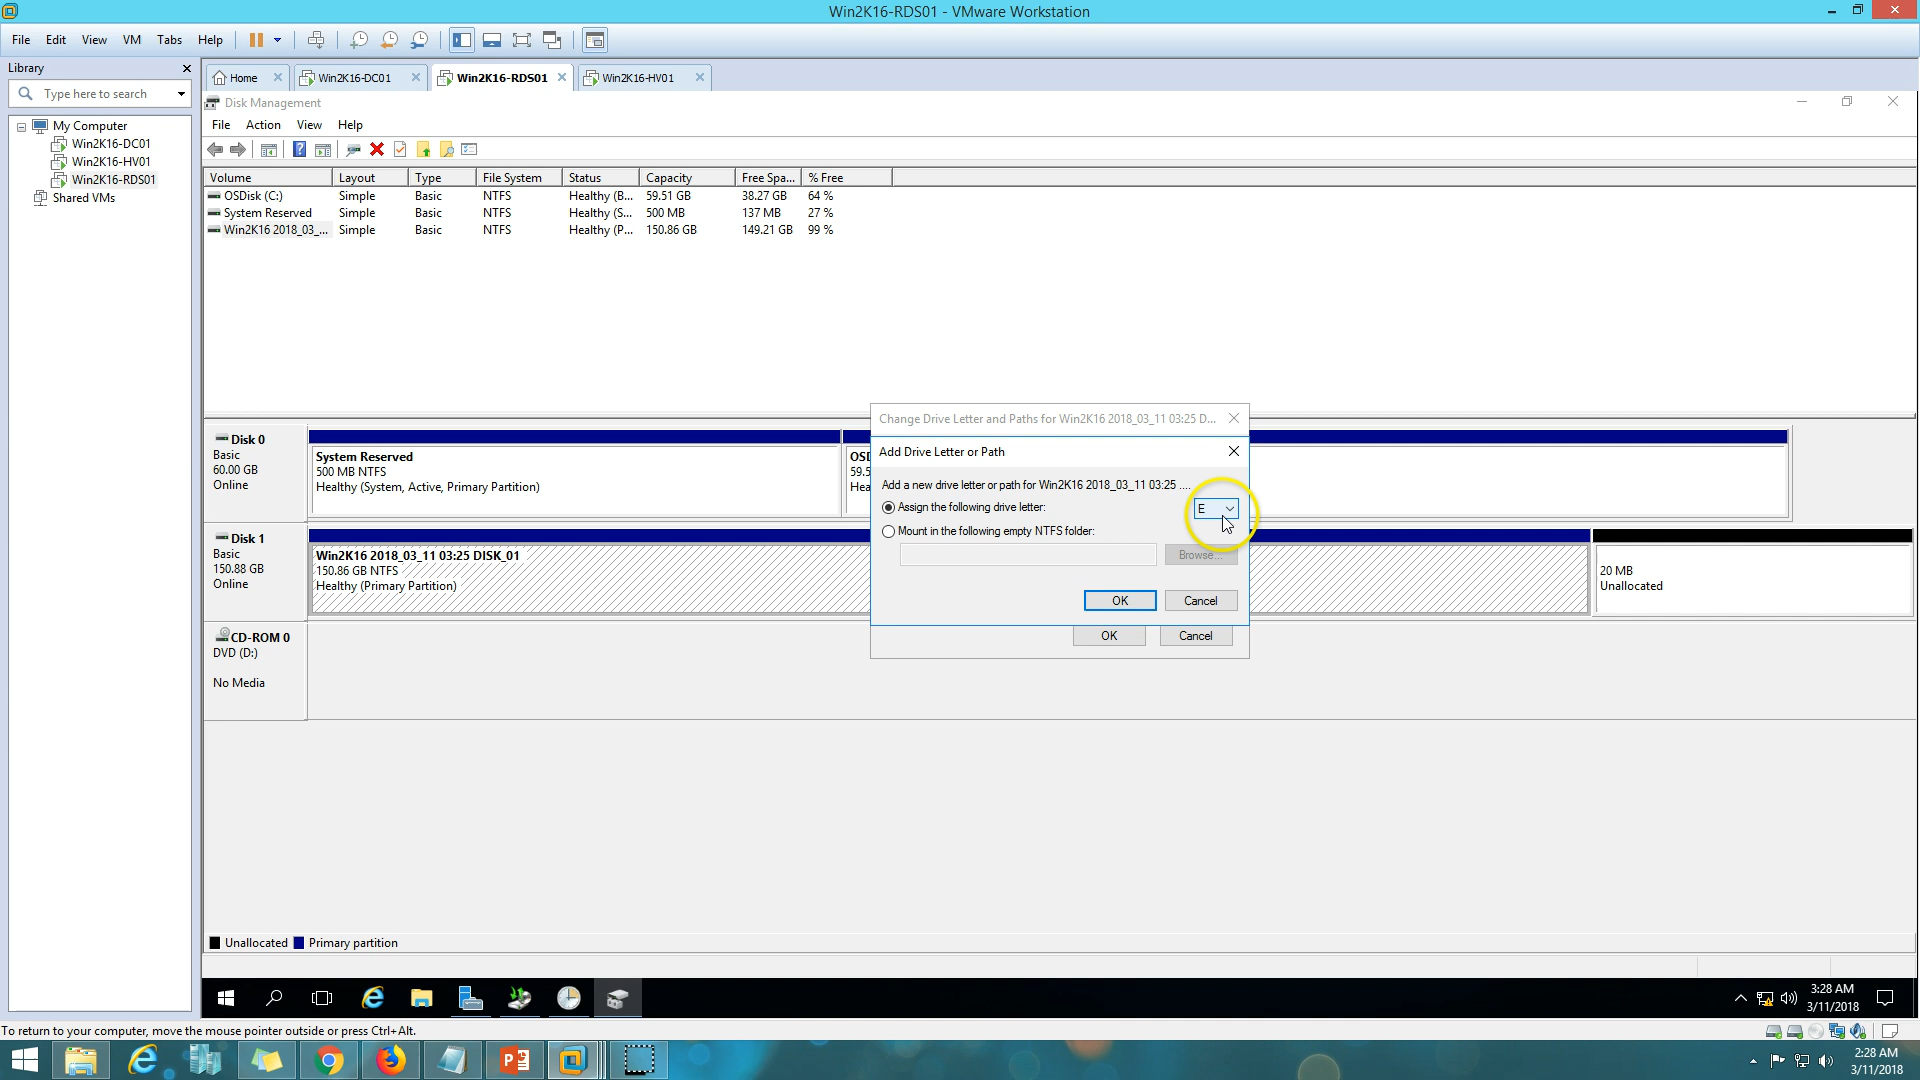 Win2K16-RDS01 - VMware Workstation
File Edit View VM Tabs Help
Library
Type here to search
My Computer
Win2K16-DC01
Win2K16-HV01
Win2K16-RDS01
Shared VMs
Home Win2K16-DC01 Win2K16-RDS01 Win2K16-HV01
Disk Management
File Action View Help
Volume Layout Type File System Status Capacity Free Spa... % Free
OSDisk (C:) Simple Basic NTFS Healthy (B... 59.51 GB 38.27 GB 64 %
System Reserved Simple Basic NTFS Healthy (S... 500 MB 137 MB 27 %
Win2K16 2018_03_... Simple Basic NTFS Healthy (P... 150.86 GB 149.21 GB 99 %
Disk 0
Basic
60.00 GB
Online
System Reserved
500 MB NTFS
Healthy (System, Active, Primary Partition)
OSD
59.5
Hea
Disk 1
Basic
150.88 GB
Online
Win2K16 2018_03_11 03:25 DISK_01
150.86 GB NTFS
Healthy (Primary Partition)
20 MB
Unallocated
CD-ROM 0
DVD (D:)
No Media
Change Drive Letter and Paths for Win2K16 2018_03_11 03:25 D...
Add Drive Letter or Path
Add a new drive letter or path for Win2K16 2018_03_11 03:25 ....
Assign the following drive letter: E
Mount in the following empty NTFS folder:
Browse...
OK Cancel
OK Cancel
Unallocated Primary partition
3:28 AM
3/11/2018
To return to your computer, move the mouse pointer outside or press Ctrl+Alt.
2:28 AM
3/11/2018